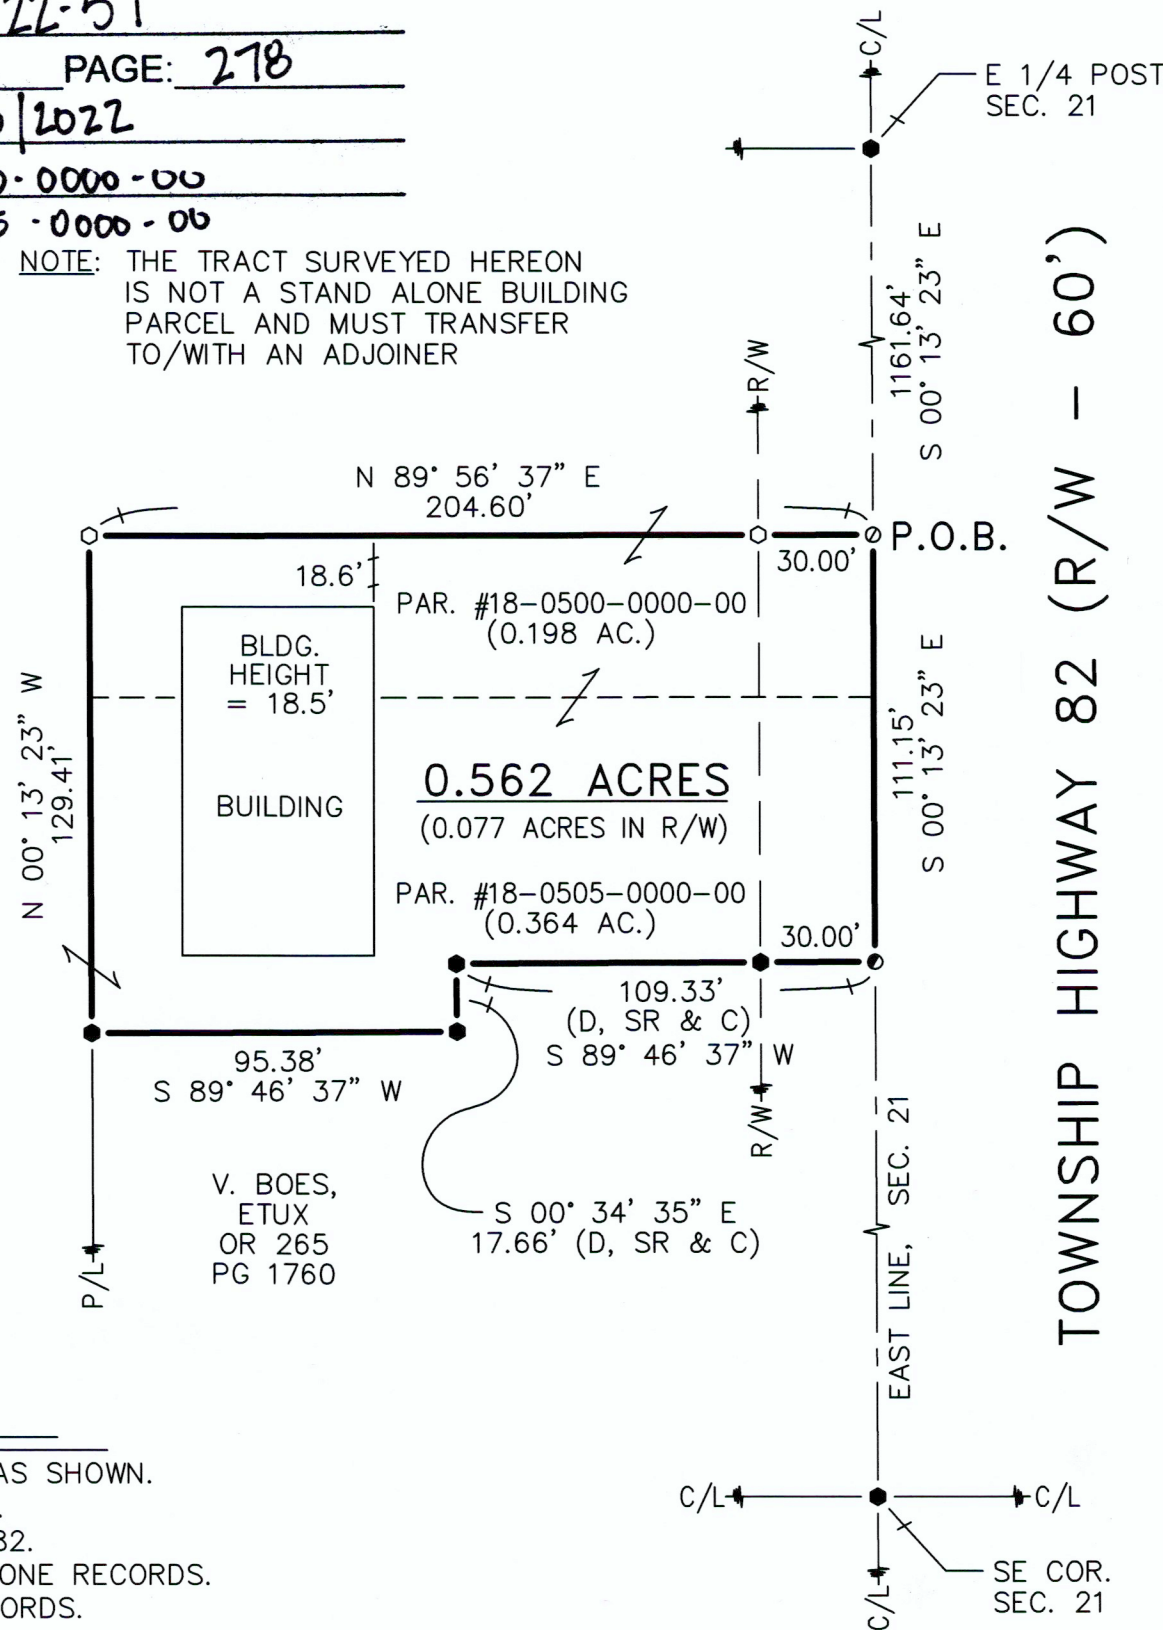 22-51
PAGE: 278
|2022
0-0000-00
5-0000-00
NOTE: THE TRACT SURVEYED HEREON
IS NOT A STAND ALONE BUILDING
PARCEL AND MUST TRANSFER
TO/WITH AN ADJOINER
C/L
E 1/4 POST
SEC. 21
1161.64'
S 00° 13' 23" E
R/W
N 89° 56' 37" E
204.60'
P.O.B.
30.00'
18.6'
PAR. #18-0500-0000-00
(0.198 AC.)
BLDG.
HEIGHT
= 18.5'
BUILDING
N 00° 13' 23" W
129.41'
0.562 ACRES
(0.077 ACRES IN R/W)
111.15'
S 00° 13' 23" E
PAR. #18-0505-0000-00
(0.364 AC.)
30.00'
109.33'
(D, SR & C)
S 89° 46' 37" W
95.38'
S 89° 46' 37" W
R/W
V. BOES,
ETUX
OR 265
PG 1760
S 00° 34' 35" E
17.66' (D, SR & C)
P/L
EAST LINE, SEC. 21
TOWNSHIP HIGHWAY 82 (R/W - 60')
AS SHOWN.
82.
ONE RECORDS.
ORDS.
C/L
C/L
C/L
SE COR.
SEC. 21